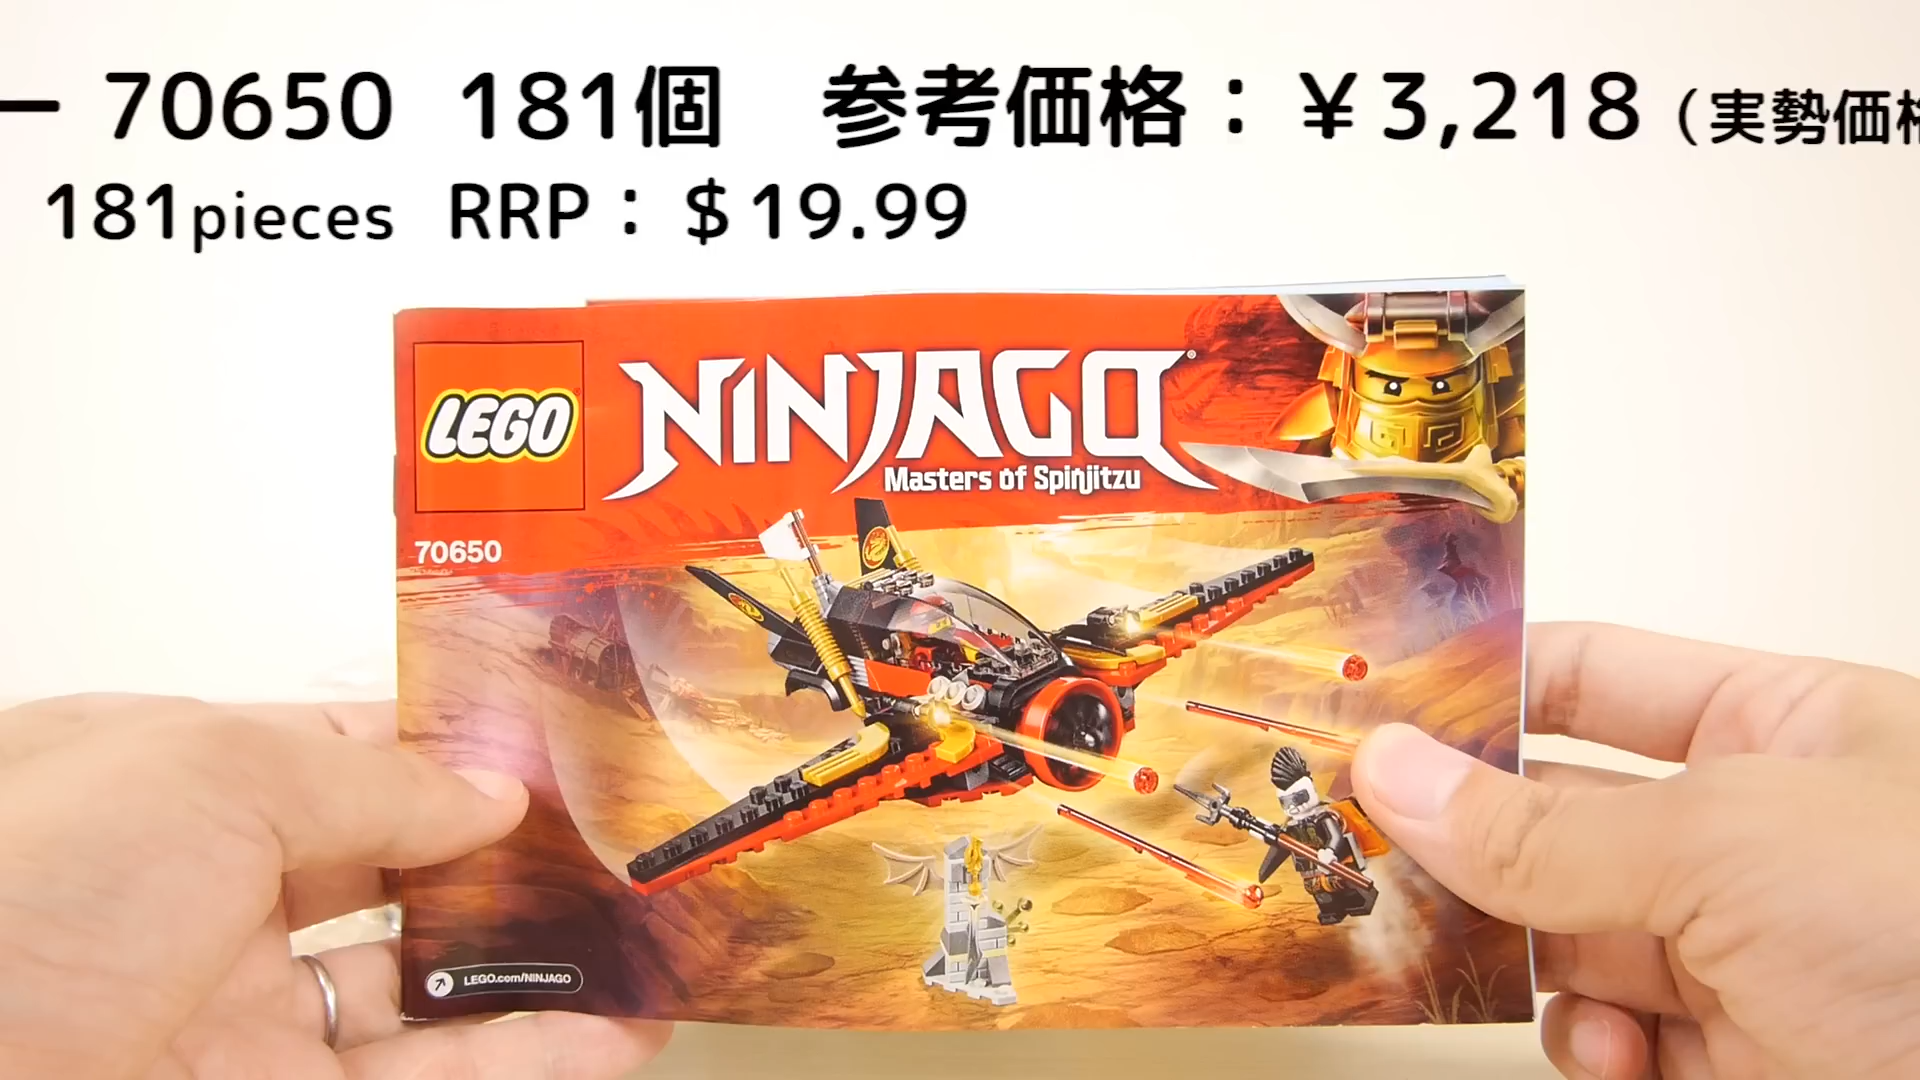 ー 70650 181個 参考価格：￥3,218（実勢価格
181pieces RRP：＄19.99
LEGO
NINJAGO
Masters of Spinjitzu
70650
LEGO.com/NINJAGO